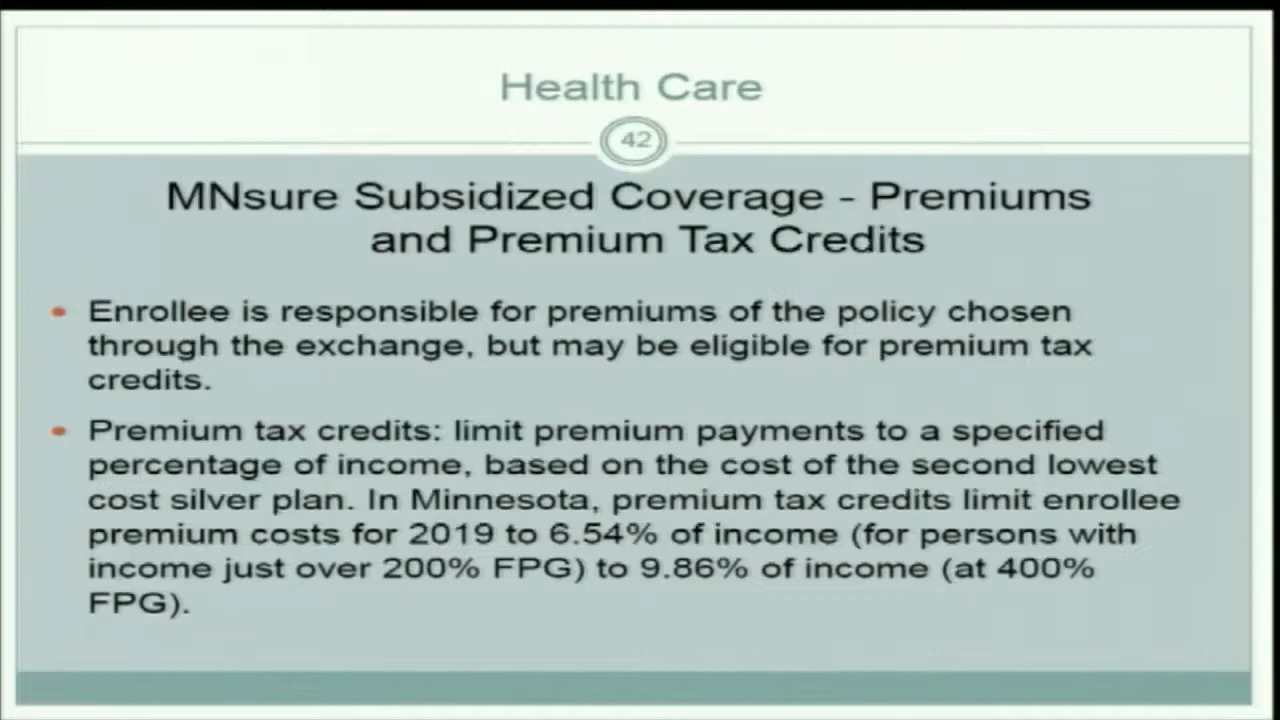 Health Care
42
MNsure Subsidized Coverage - Premiums
and Premium Tax Credits
• Enrollee is responsible for premiums of the policy chosen
through the exchange, but may be eligible for premium tax
credits.
• Premium tax credits: limit premium payments to a specified
percentage of income, based on the cost of the second lowest
cost silver plan. In Minnesota, premium tax credits limit enrollee
premium costs for 2019 to 6.54% of income (for persons with
income just over 200% FPG) to 9.86% of income (at 400%
FPG).